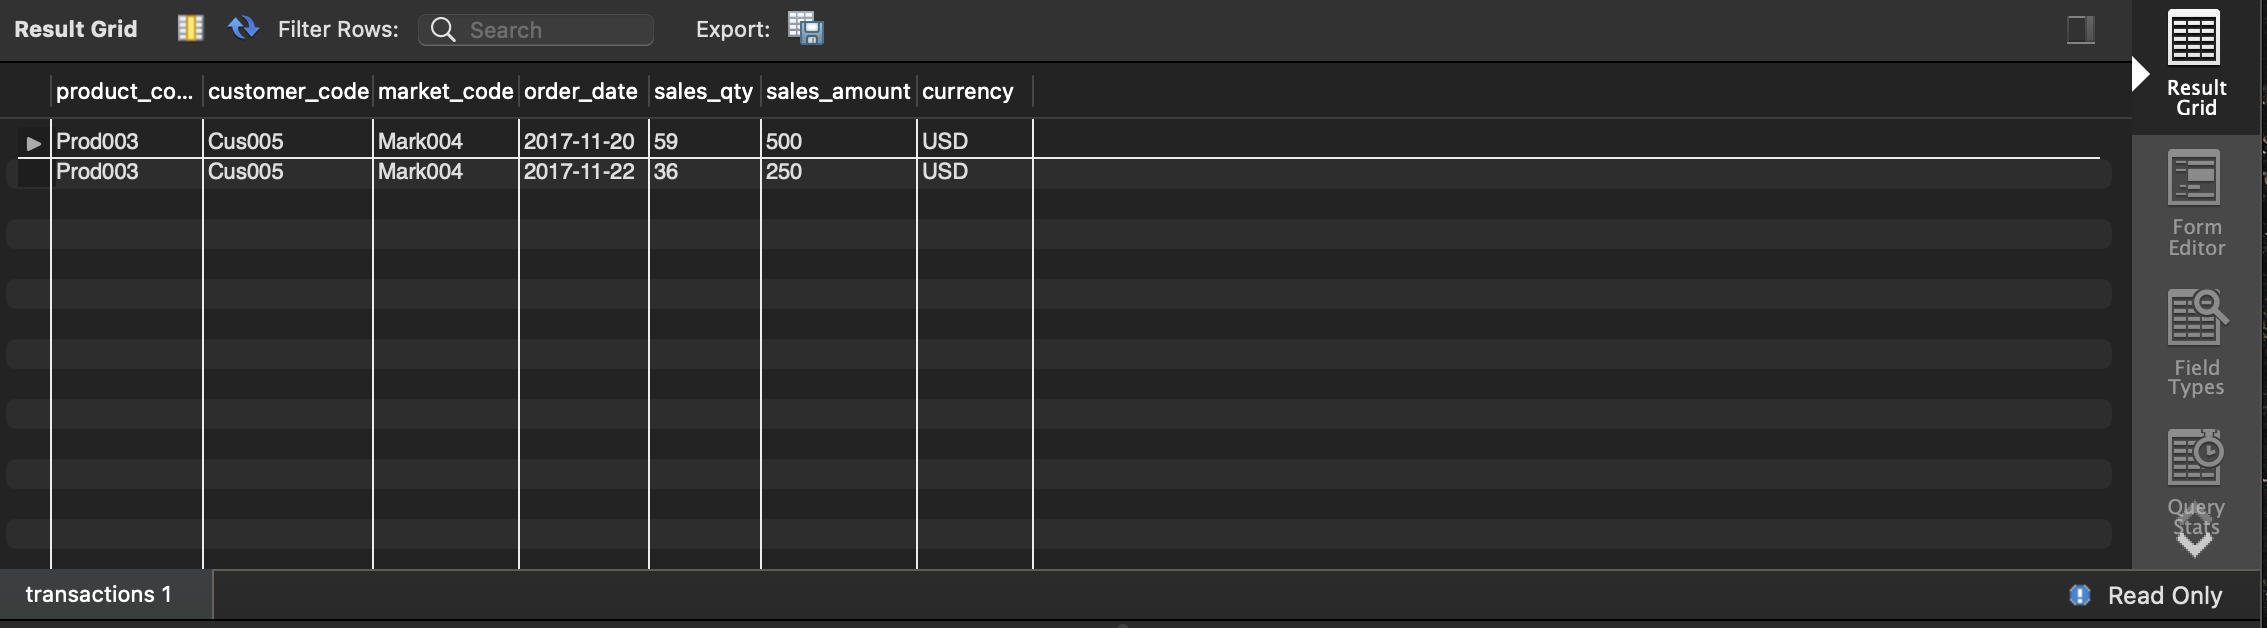 Result Grid Filter Rows: Search Export:
product_co... customer_code market_code order_date sales_qty sales_amount currency
Prod003 Cus005 Mark004 2017-11-20 59 500 USD
Prod003 Cus005 Mark004 2017-11-22 36 250 USD
Result
Grid
Form
Editor
Field
Types
Query
Stats
transactions 1
Read Only